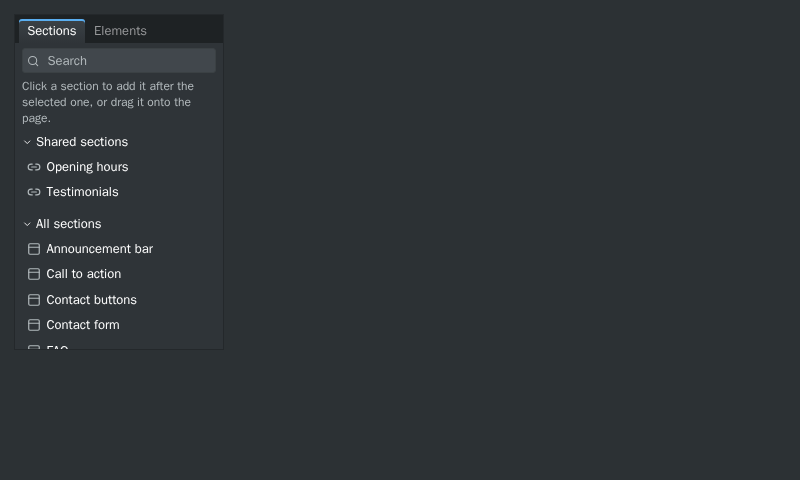 Sections Elements
Search
Click a section to add it after the
selected one, or drag it onto the
page.
Shared sections
Opening hours
Testimonials
All sections
Announcement bar
Call to action
Contact buttons
Contact form
FAQ